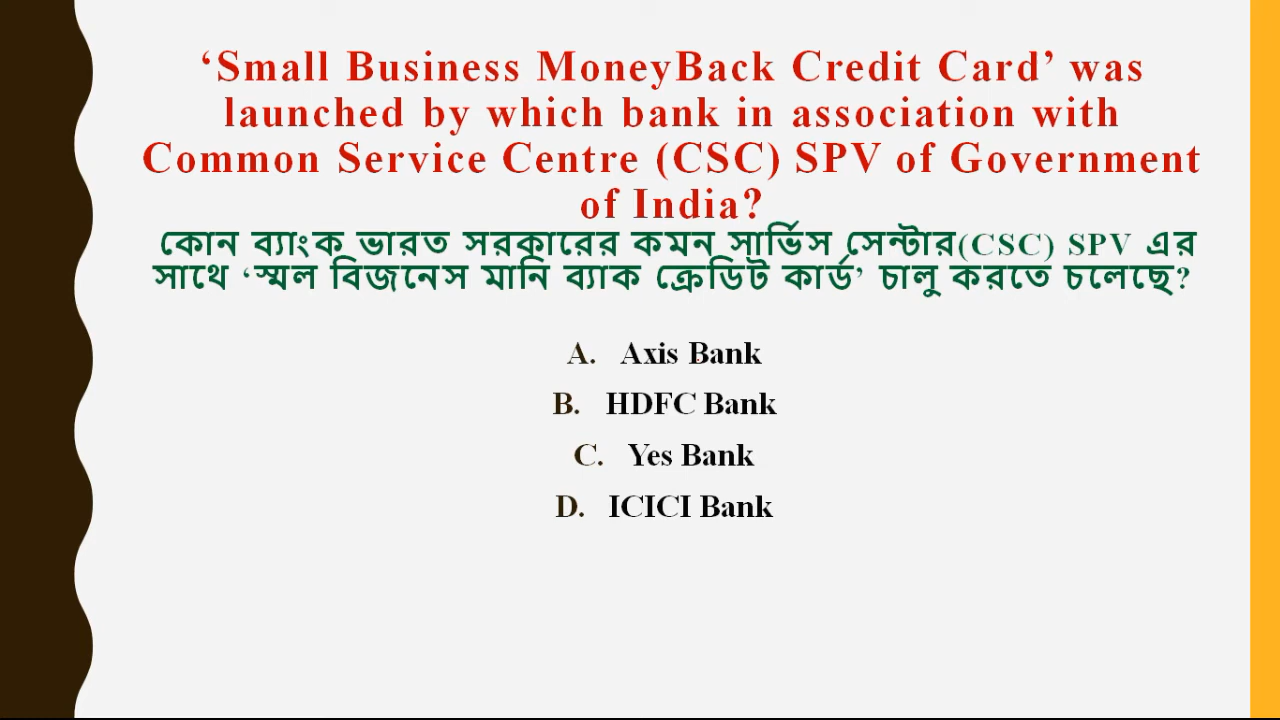 ‘Small Business MoneyBack Credit Card’ was
launched by which bank in association with
Common Service Centre (CSC) SPV of Government
of India?
কোন ব্যাংক ভারত সরকারের কমন সার্ভিস সেন্টার(CSC) SPV এর
সাথে ‘স্মল বিজনেস মানি ব্যাক ক্রেডিট কার্ড’ চালু করতে চলেছে?
A. Axis Bank
B. HDFC Bank
C. Yes Bank
D. ICICI Bank